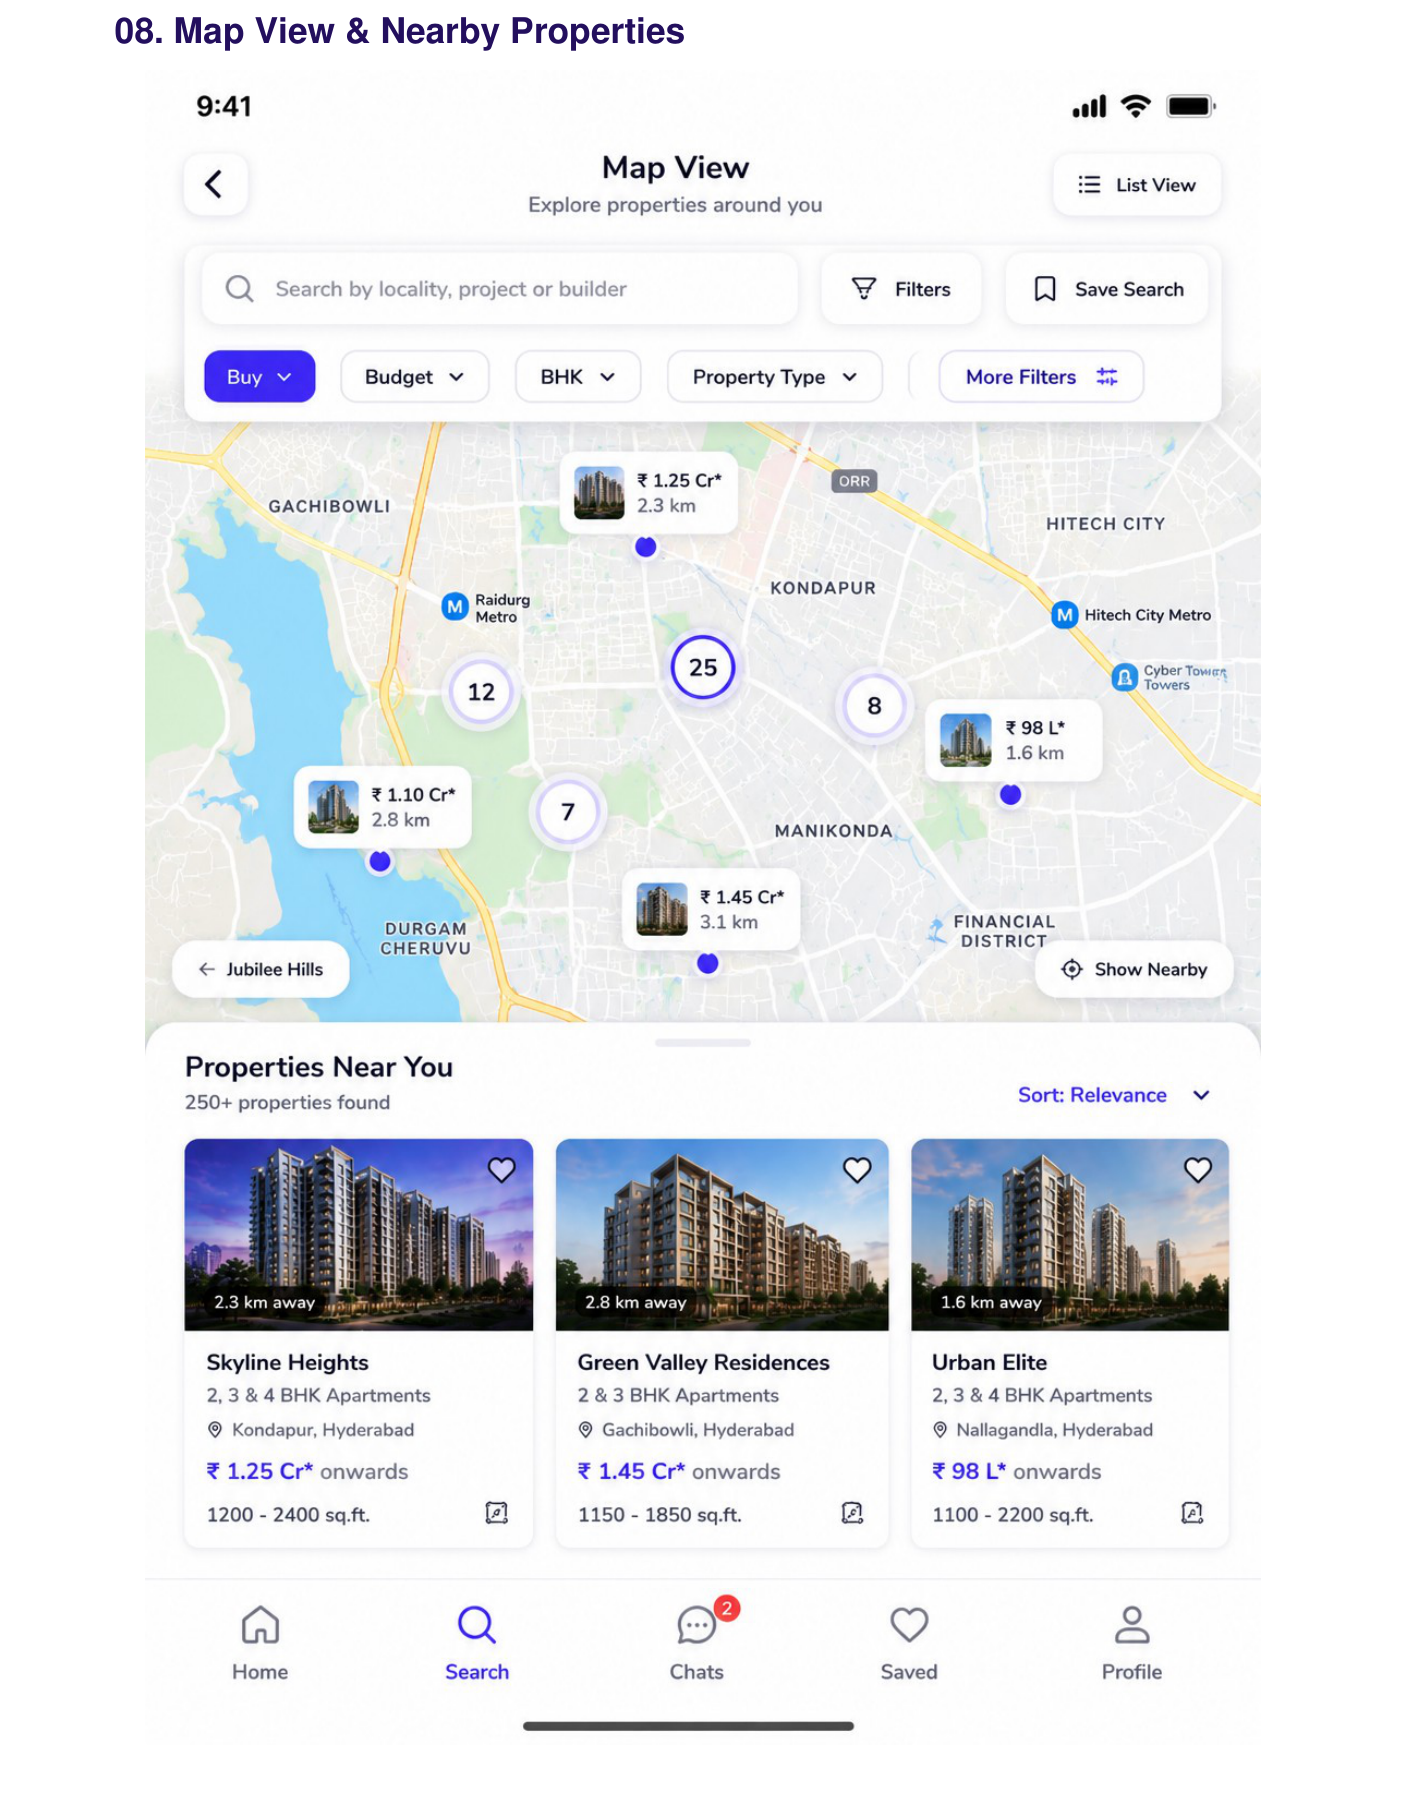 08. Map View & Nearby Properties
9:41
Map View
Explore properties around you
List View
Search by locality, project or builder
Filters
Save Search
Buy
Budget
BHK
Property Type
More Filters
₹ 1.25 Cr*
2.3 km
ORR
GACHIBOWLI
HITECH CITY
KONDAPUR
M
Raidurg
Metro
M
Hitech City Metro
25
12
8
Cyber
Towers
₹ 98 L*
1.6 km
₹ 1.10 Cr*
2.8 km
7
MANIKONDA
₹ 1.45 Cr*
3.1 km
DURGAM
CHERUVU
FINANCIAL
DISTRICT
Jubilee Hills
Show Nearby
Properties Near You
250+ properties found
Sort: Relevance
2.3 km away
2.8 km away
1.6 km away
Skyline Heights
2, 3 & 4 BHK Apartments
Kondapur, Hyderabad
₹ 1.25 Cr* onwards
1200 - 2400 sq.ft.
Green Valley Residences
2 & 3 BHK Apartments
Gachibowli, Hyderabad
₹ 1.45 Cr* onwards
1150 - 1850 sq.ft.
Urban Elite
2, 3 & 4 BHK Apartments
Nallagandla, Hyderabad
₹ 98 L* onwards
1100 - 2200 sq.ft.
Home
Search
2
Chats
Saved
Profile